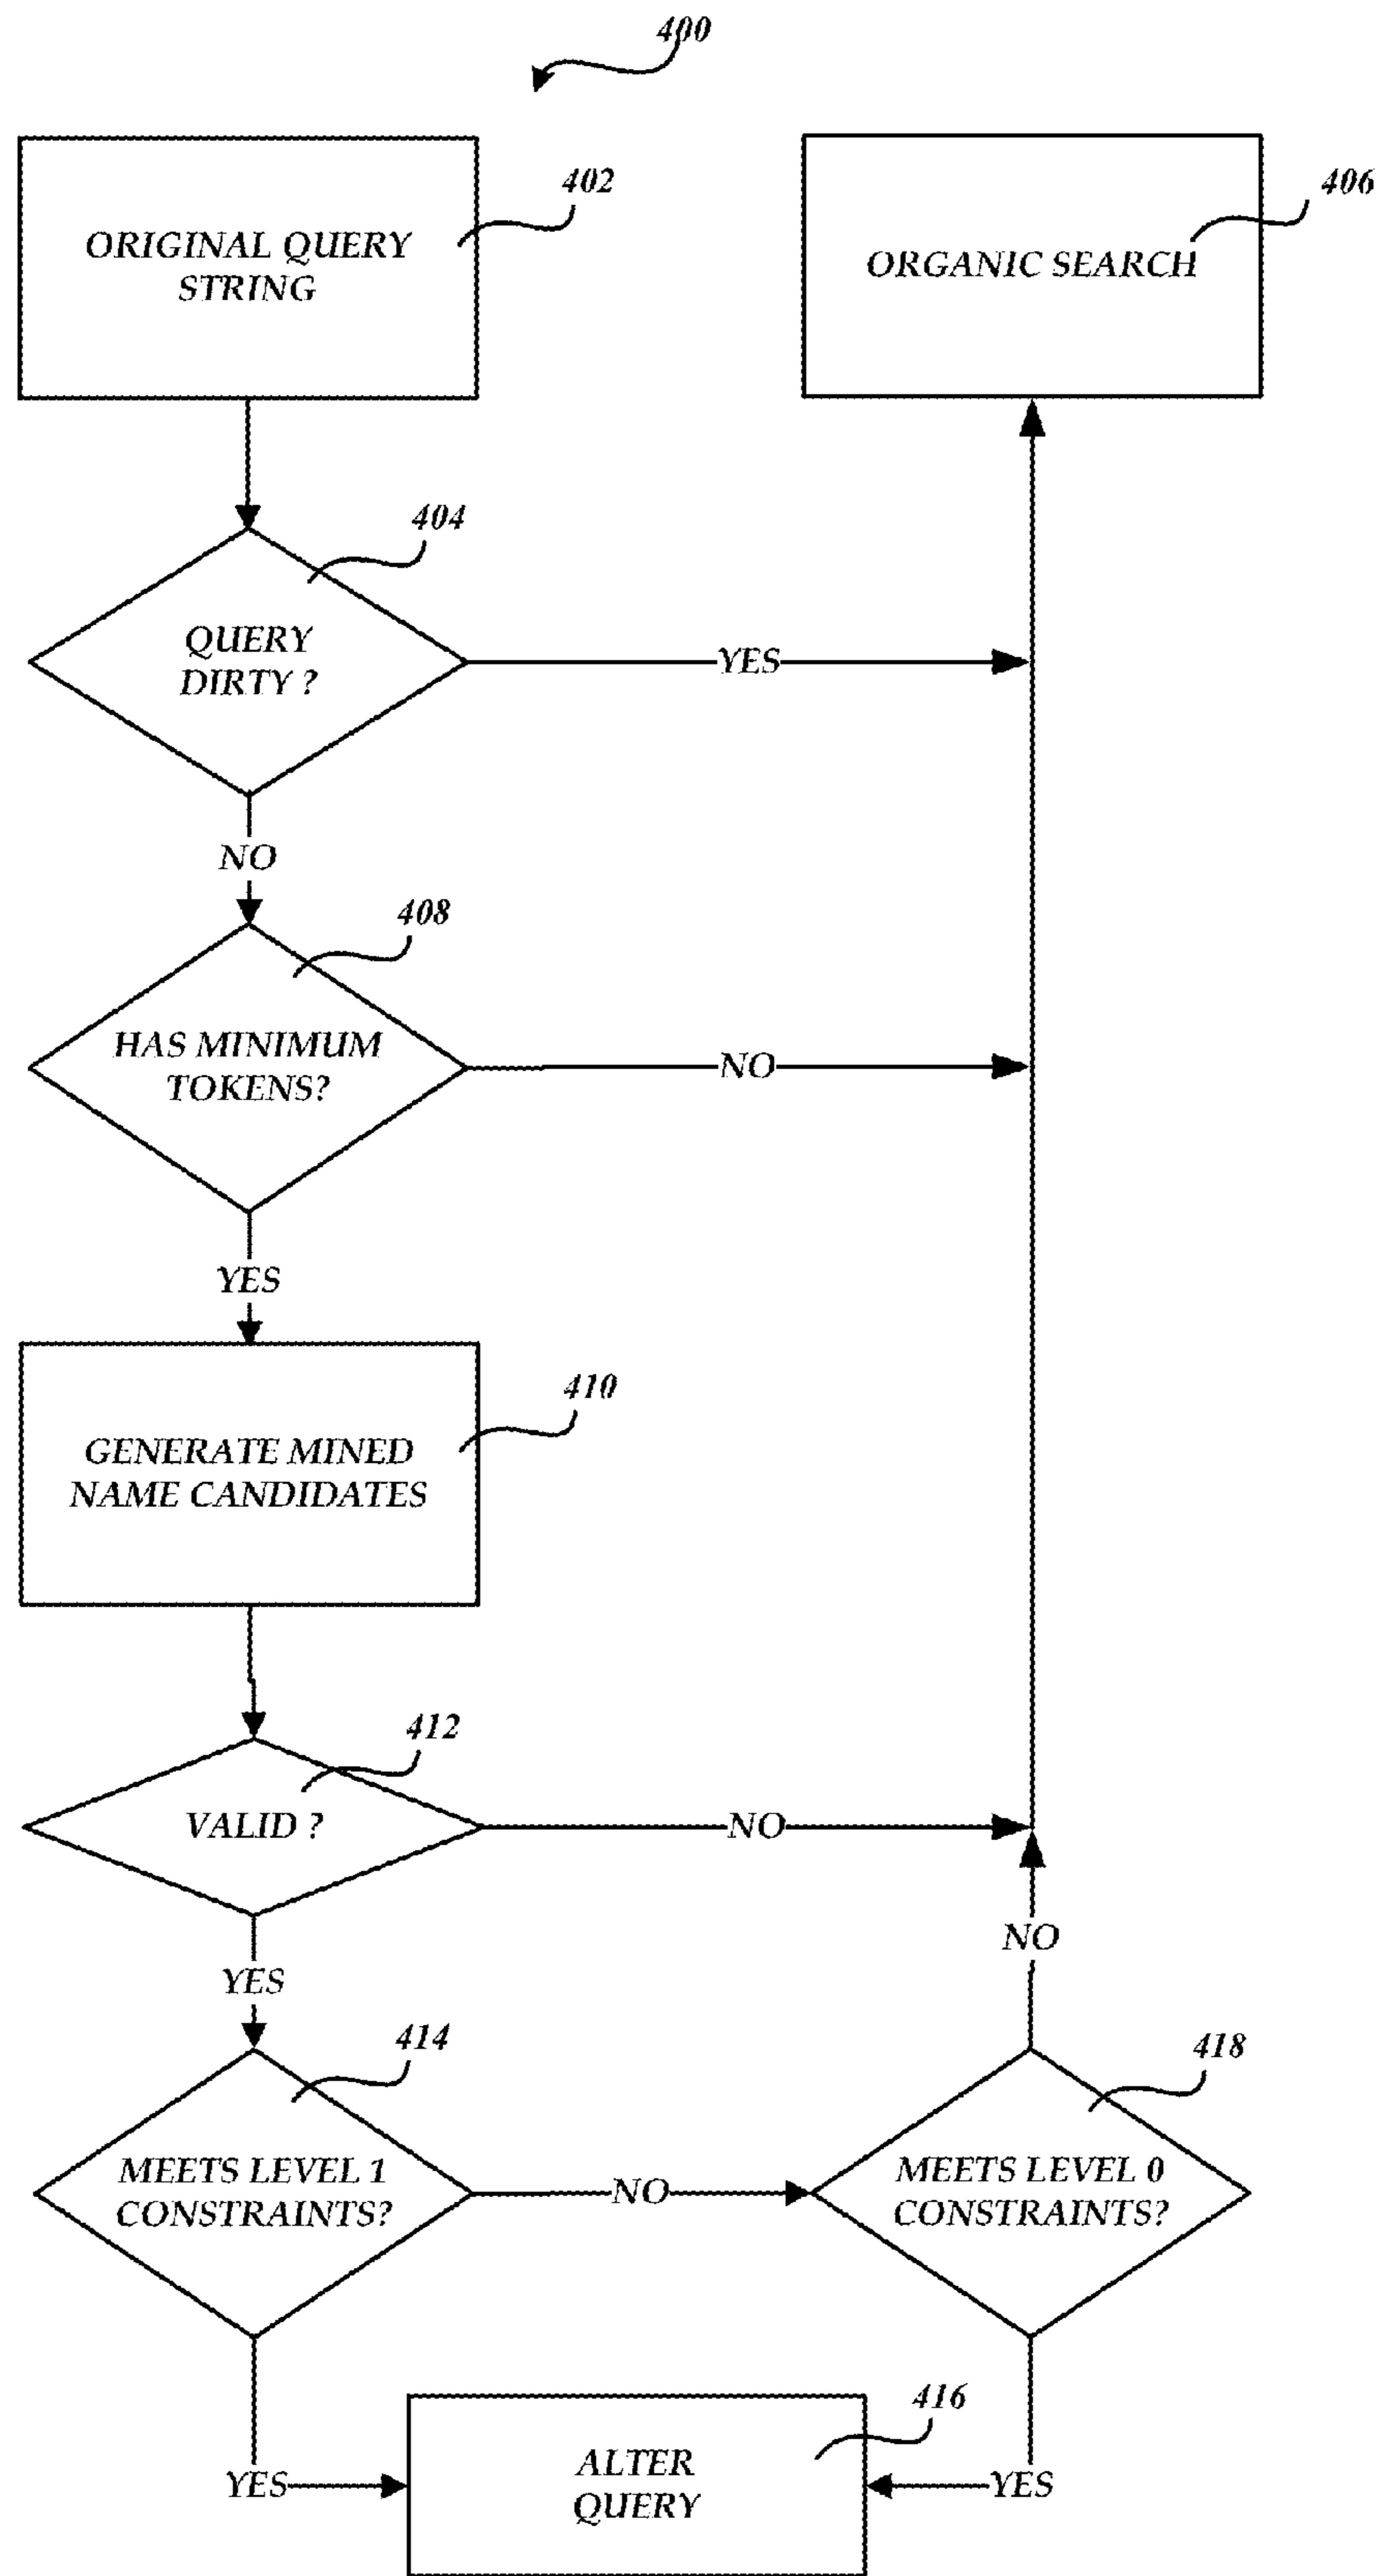 400
402
ORIGINAL QUERY
STRING
406
ORGANIC SEARCH
404
QUERY
DIRTY ?
YES
NO
408
HAS MINIMUM
TOKENS?
NO
YES
410
GENERATE MINED
NAME CANDIDATES
412
VALID ?
NO
YES
NO
414
MEETS LEVEL 1
CONSTRAINTS?
NO
418
MEETS LEVEL 0
CONSTRAINTS?
416
ALTER
QUERY
YES
YES